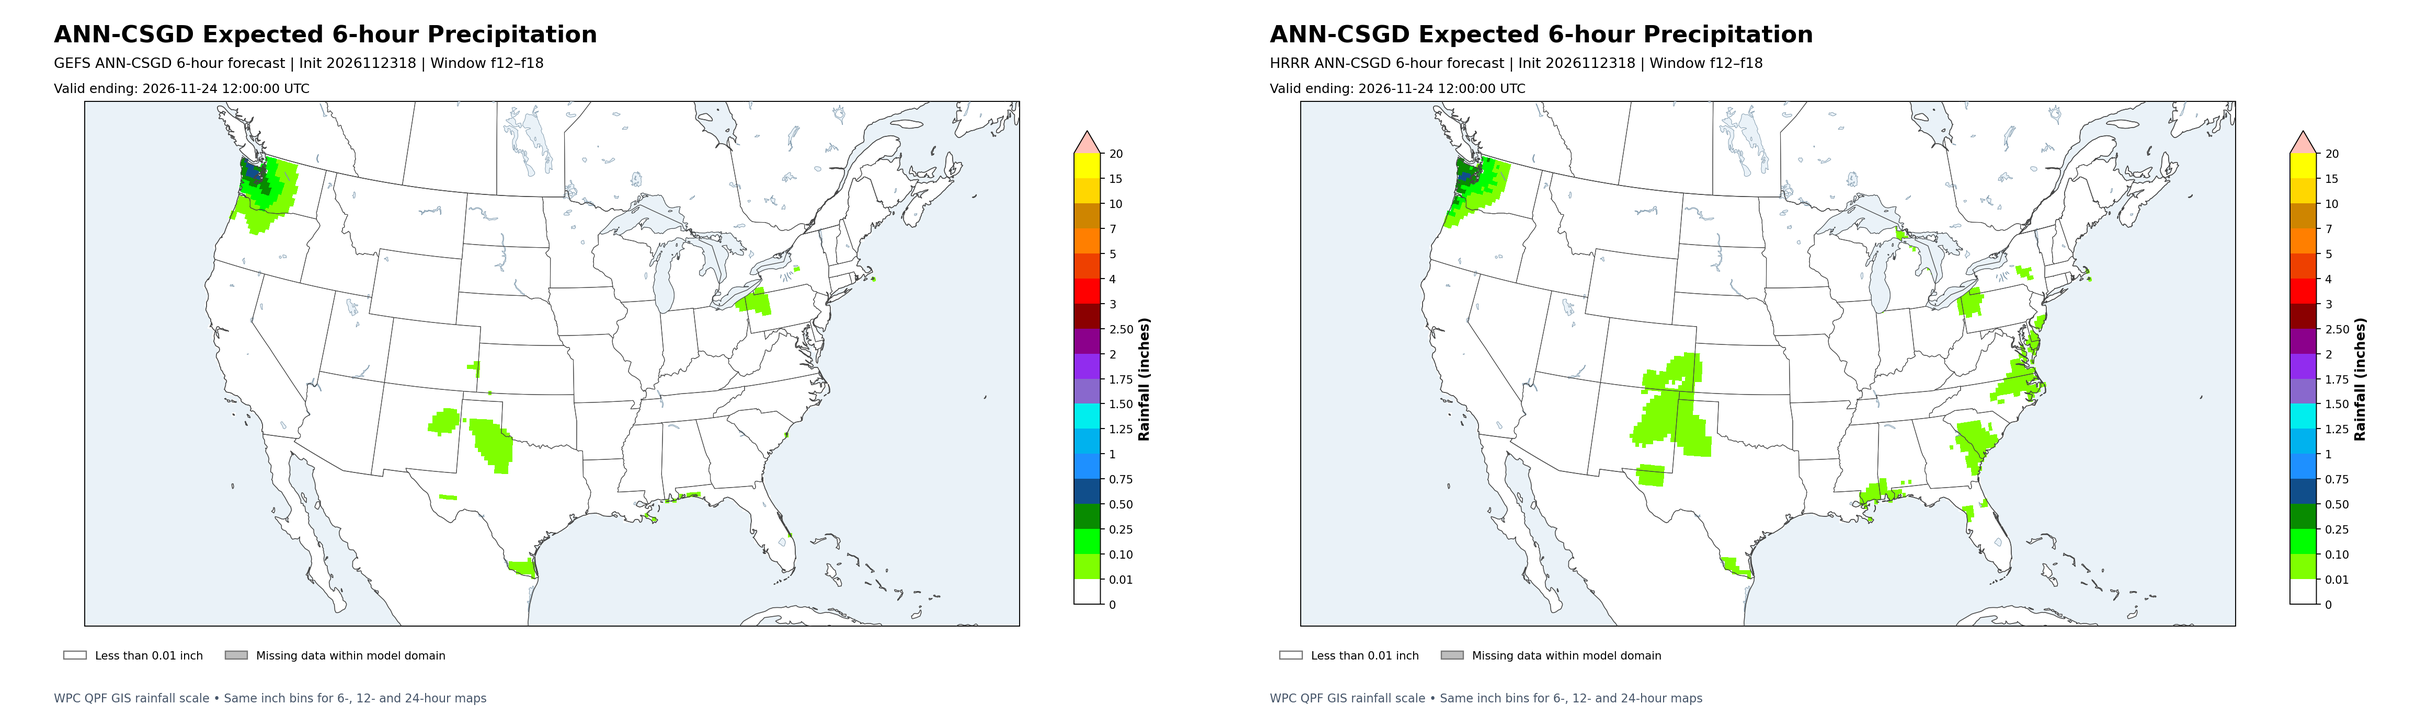 ANN-CSGD Expected 6-hour Precipitation
GEFS ANN-CSGD 6-hour forecast | Init 2026112318 | Window f12–f18
Valid ending: 2026-11-24 12:00:00 UTC
20
15
10
7
5
4
3
2.50
2
1.75
1.50
1.25
1
0.75
0.50
0.25
0.10
0.01
0
Rainfall (inches)
Less than 0.01 inch
Missing data within model domain
WPC QPF GIS rainfall scale • Same inch bins for 6-, 12- and 24-hour maps
ANN-CSGD Expected 6-hour Precipitation
HRRR ANN-CSGD 6-hour forecast | Init 2026112318 | Window f12–f18
Valid ending: 2026-11-24 12:00:00 UTC
20
15
10
7
5
4
3
2.50
2
1.75
1.50
1.25
1
0.75
0.50
0.25
0.10
0.01
0
Rainfall (inches)
Less than 0.01 inch
Missing data within model domain
WPC QPF GIS rainfall scale • Same inch bins for 6-, 12- and 24-hour maps